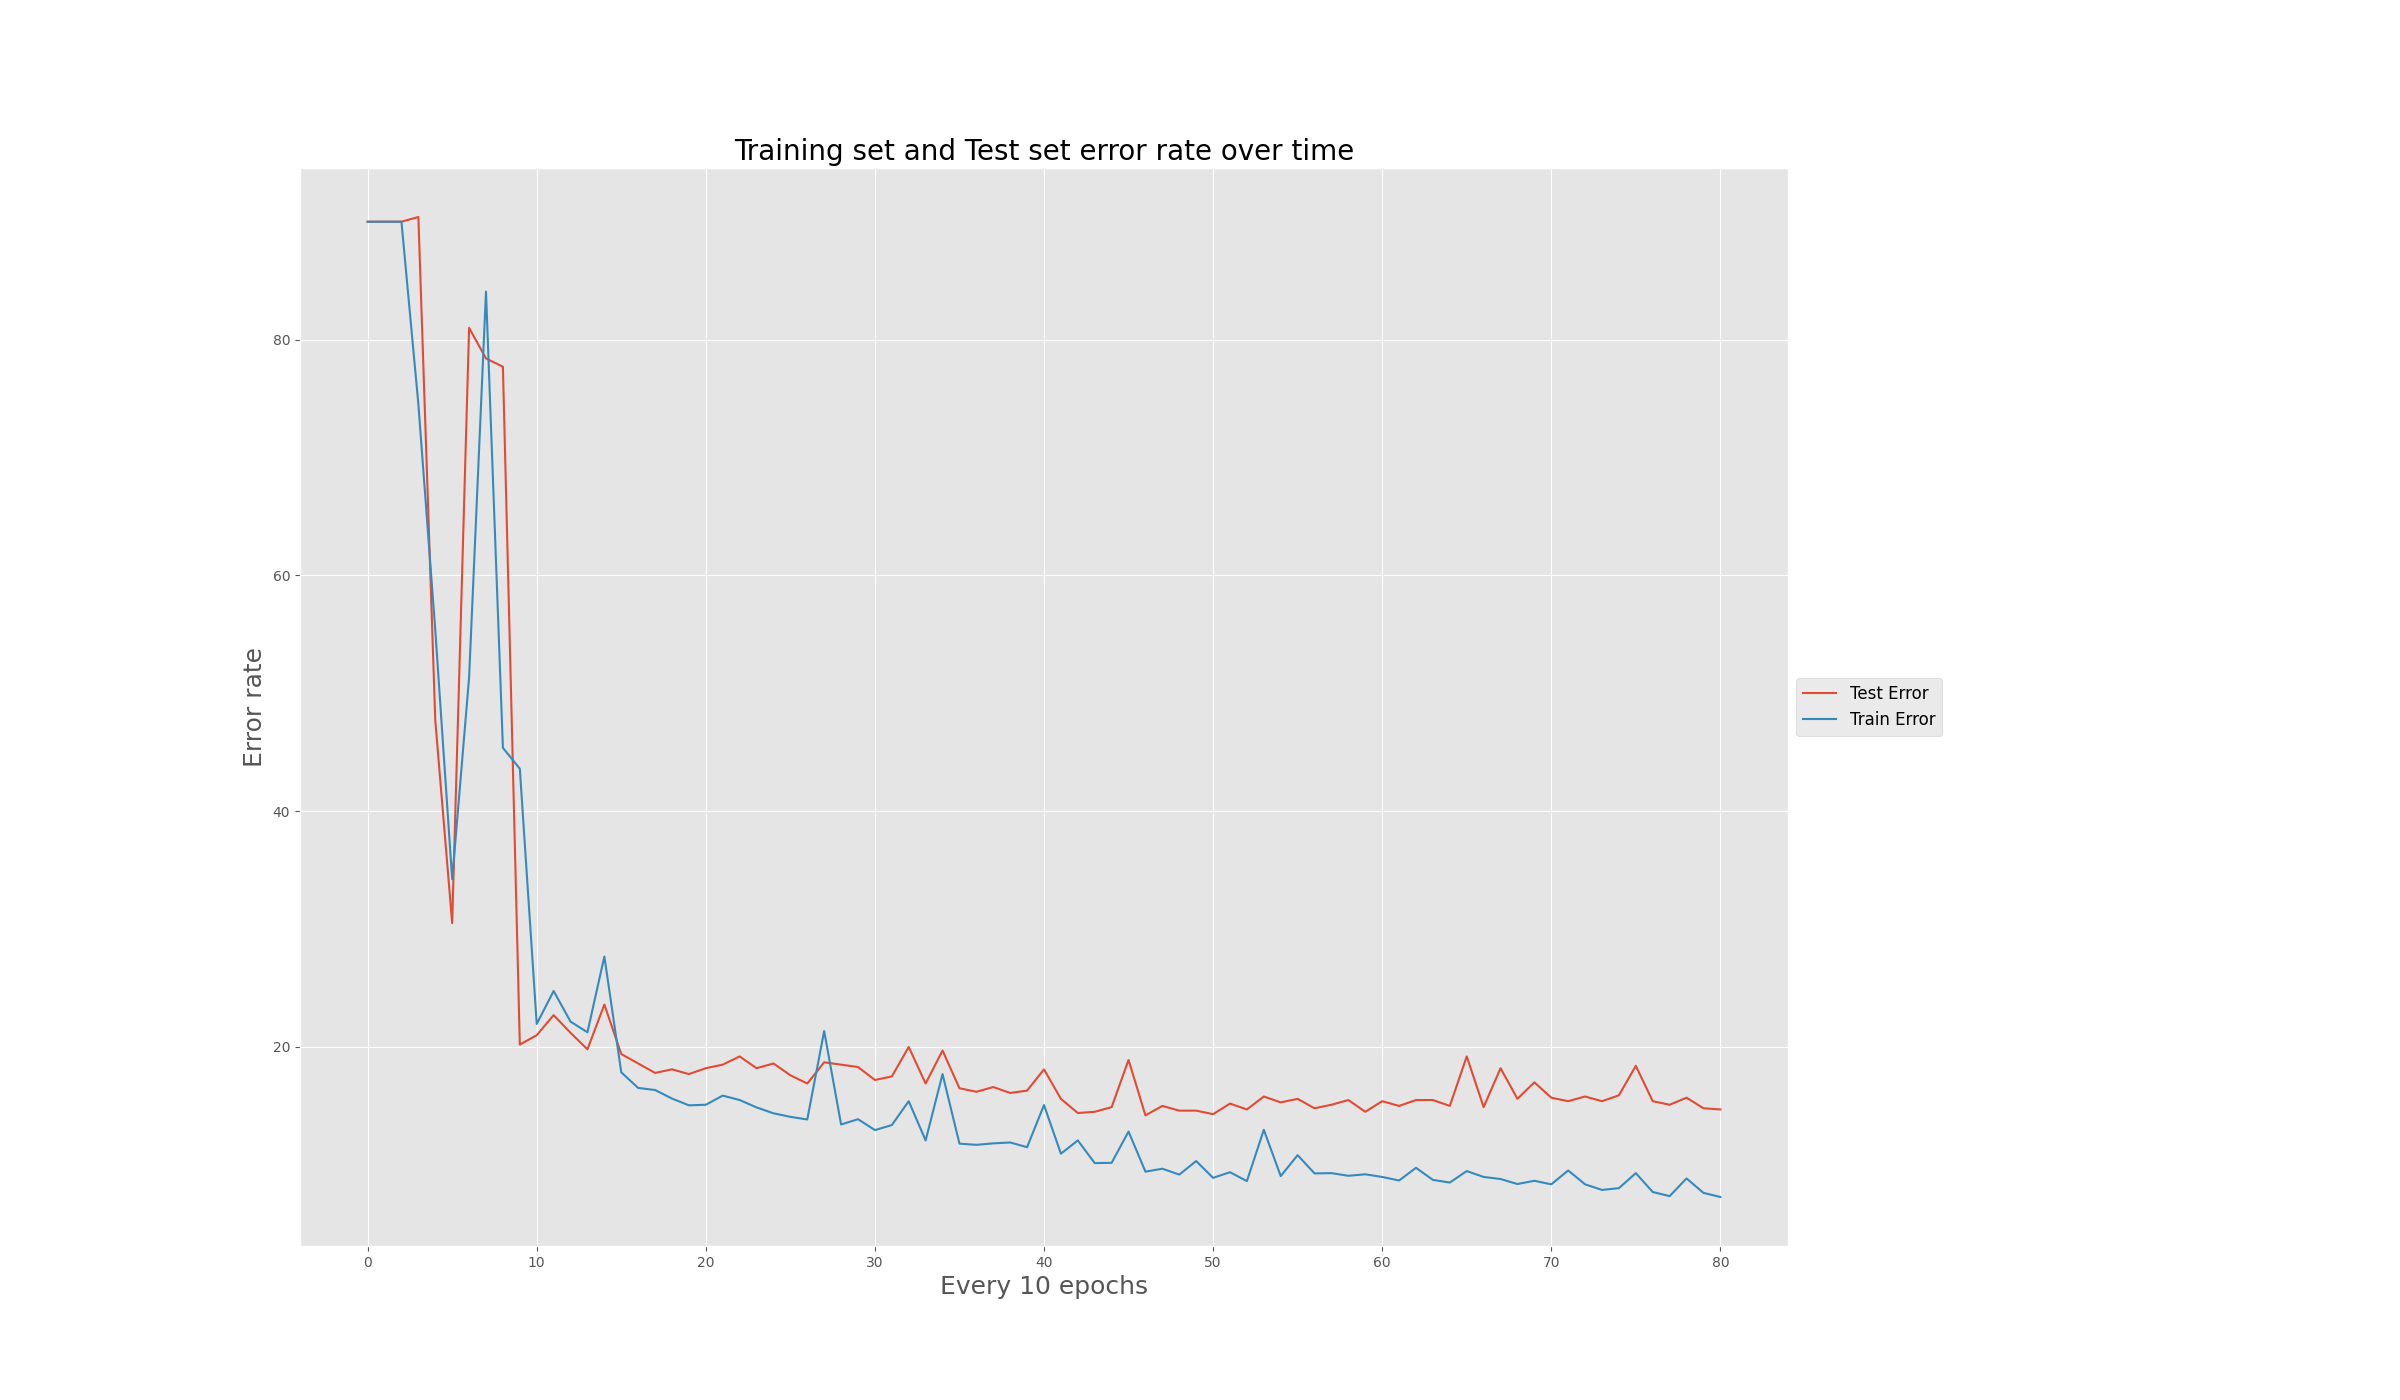 Training set and Test set error rate over time
80
60
40
20
Error rate
0 10 20 30 40 50 60 70 80
Every 10 epochs
Test Error
Train Error